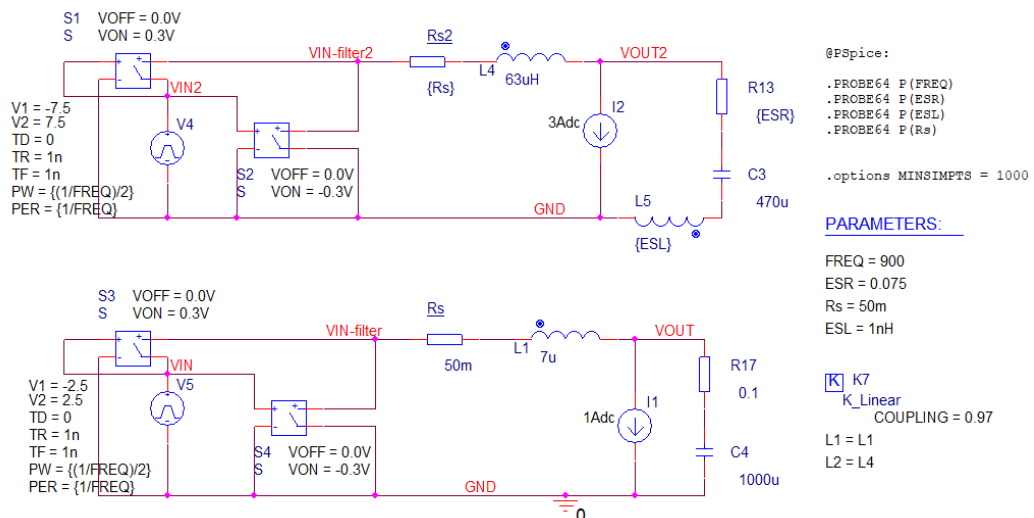 S1 VOFF = 0.0V
S VON = 0.3V
VIN-filter2
Rs2
{Rs}
L4
63uH
VOUT2
VIN2
V1 = -7.5
V2 = 7.5
TD = 0
TR = 1n
TF = 1n
PW = {(1/FREQ)/2}
PER = {1/FREQ}
V4
S2 VOFF = 0.0V
S VON = -0.3V
3Adc
I2
R13
{ESR}
C3
470u
GND
L5
{ESL}
@PSpice:
.PROBE64 P(FREQ)
.PROBE64 P(ESR)
.PROBE64 P(ESL)
.PROBE64 P(Rs)
.options MINSIMPTS = 1000
PARAMETERS:
FREQ = 900
ESR = 0.075
Rs = 50m
ESL = 1nH
S3 VOFF = 0.0V
S VON = 0.3V
VIN-filter
Rs
50m
L1
7u
VOUT
VIN
V1 = -2.5
V2 = 2.5
TD = 0
TR = 1n
TF = 1n
PW = {(1/FREQ)/2}
PER = {1/FREQ}
V5
S4 VOFF = 0.0V
S VON = -0.3V
1Adc
I1
R17
0.1
C4
1000u
GND
0
K K7
K_Linear
COUPLING = 0.97
L1 = L1
L2 = L4